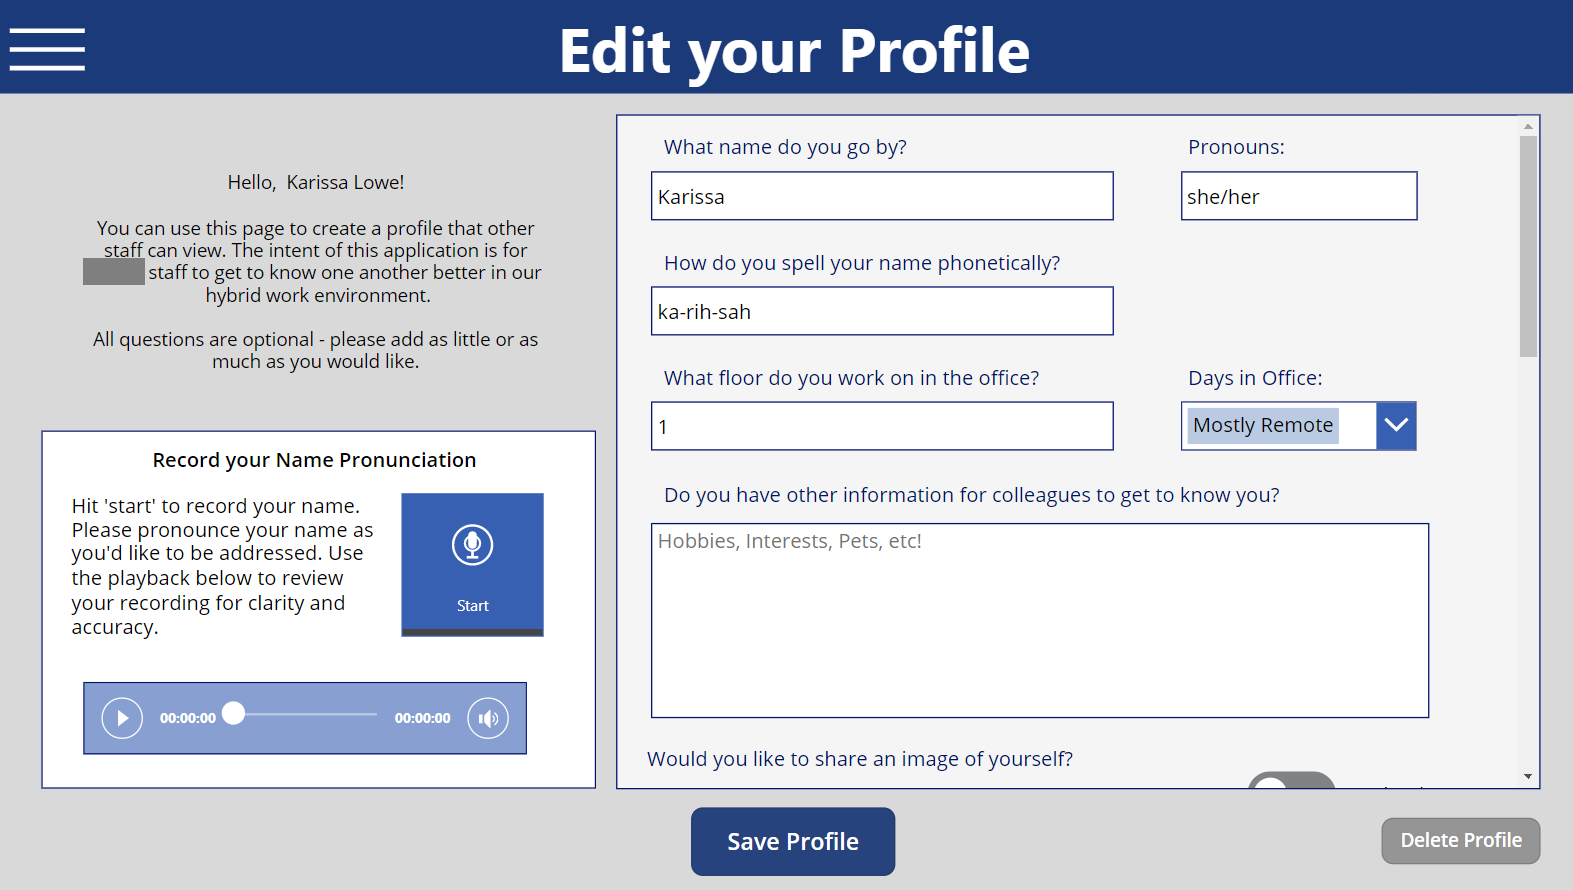 Edit your Profile
Hello,  Karissa Lowe!
You can use this page to create a profile that other
staff can view. The intent of this application is for
staff to get to know one another better in our
hybrid work environment.
All questions are optional - please add as little or as
much as you would like.
Record your Name Pronunciation
Hit 'start' to record your name.
Please pronounce your name as
you'd like to be addressed. Use
the playback below to review
your recording for clarity and
accuracy.
Start
00:00:00
00:00:00
What name do you go by?
Pronouns:
Karissa
she/her
How do you spell your name phonetically?
ka-rih-sah
What floor do you work on in the office?
Days in Office:
1
Mostly Remote
Do you have other information for colleagues to get to know you?
Hobbies, Interests, Pets, etc!
Would you like to share an image of yourself?
Save Profile
Delete Profile